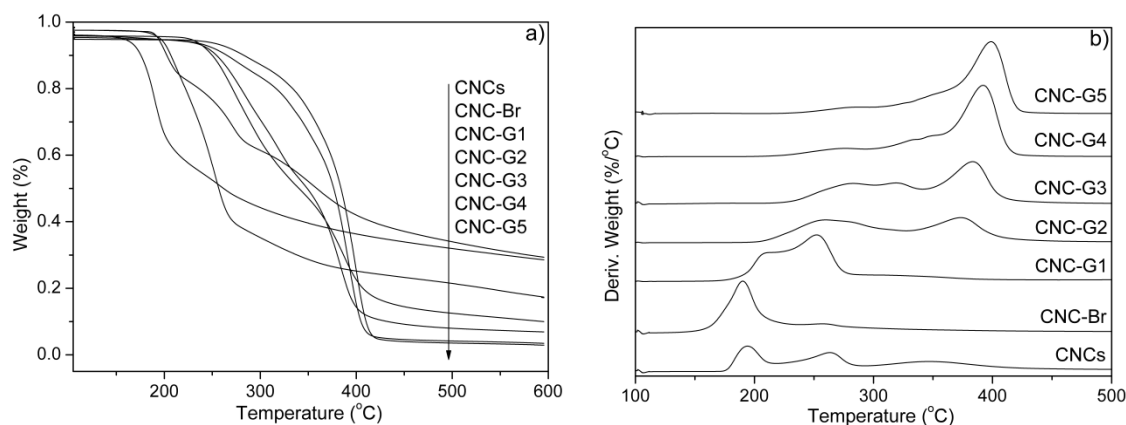 a)
1.0
0.8
0.6
0.4
0.2
0.0
Weight (%)
CNCs
CNC-Br
CNC-G1
CNC-G2
CNC-G3
CNC-G4
CNC-G5
200 300 400 500 600
Temperature (°C)
b)
Deriv. Weight (%/°C)
CNC-G5
CNC-G4
CNC-G3
CNC-G2
CNC-G1
CNC-Br
CNCs
100 200 300 400 500
Temperature (°C)